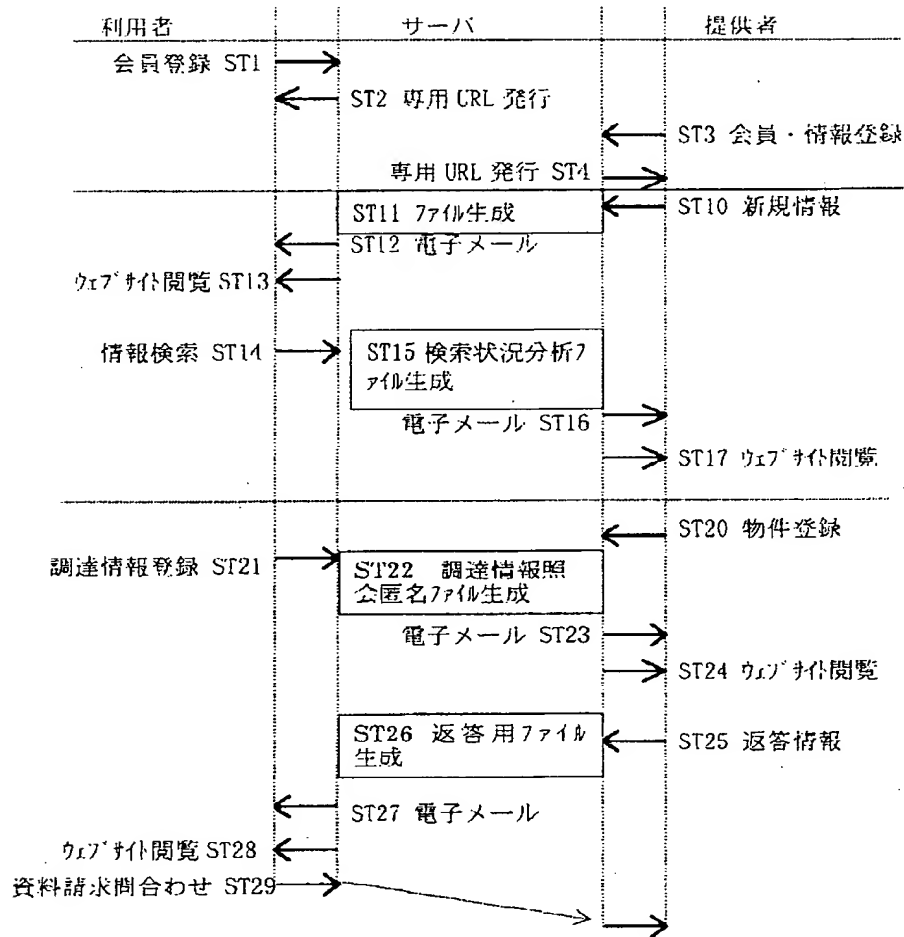 利用者 サーバ 提供者
会員登録 ST1
ST2 専用 URL 発行
ST3 会員・情報登録
専用 URL 発行 ST4
ST11 ファイル生成
ST10 新規情報
ST12 電子メール
ウェブサイト閲覧 ST13
情報検索 ST14
ST15 検索状況分析フ
ァイル生成
電子メール ST16
ST17 ウェブサイト閲覧
ST20 物件登録
調達情報登録 ST21
ST22 調達情報照
会匿名ファイル生成
電子メール ST23
ST24 ウェブサイト閲覧
ST26 返答用ファイル
生成
ST25 返答情報
ST27 電子メール
ウェブサイト閲覧 ST28
資料請求問合わせ ST29